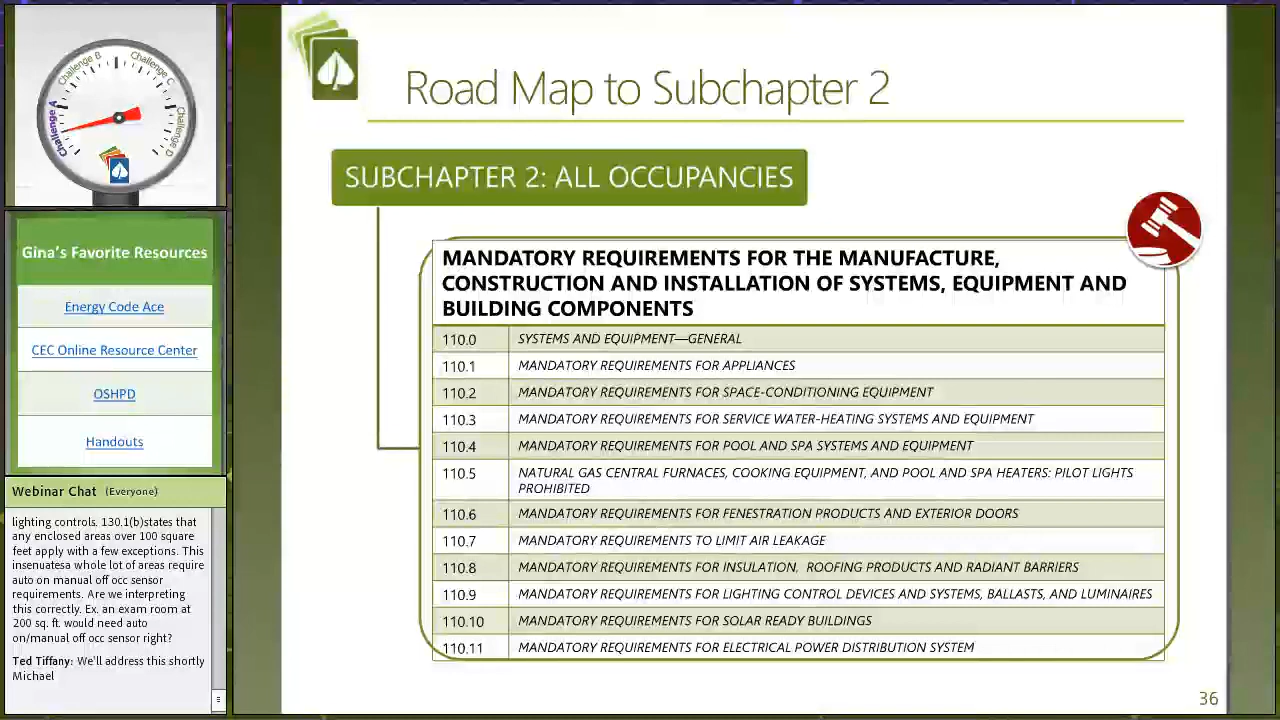 Challenge A
Challenge B
Challenge C
Challenge D
Gina's Favorite Resources
Energy Code Ace
CEC Online Resource Center
OSHPD
Handouts
Webinar Chat (Everyone)
lighting controls. 130.1(b)states that
any enclosed areas over 100 square
feet apply with a few exceptions. This
insenuatesa whole lot of areas require
auto on manual off occ sensor
requirements. Are we interpreting
this correctly. Ex. an exam room at
200 sq. ft. would need auto
on/manual off occ sensor right?
Ted Tiffany: We'll address this shortly
Michael
Road Map to Subchapter 2
SUBCHAPTER 2: ALL OCCUPANCIES
MANDATORY REQUIREMENTS FOR THE MANUFACTURE,
CONSTRUCTION AND INSTALLATION OF SYSTEMS, EQUIPMENT AND
BUILDING COMPONENTS
110.0 SYSTEMS AND EQUIPMENT—GENERAL
110.1 MANDATORY REQUIREMENTS FOR APPLIANCES
110.2 MANDATORY REQUIREMENTS FOR SPACE-CONDITIONING EQUIPMENT
110.3 MANDATORY REQUIREMENTS FOR SERVICE WATER-HEATING SYSTEMS AND EQUIPMENT
110.4 MANDATORY REQUIREMENTS FOR POOL AND SPA SYSTEMS AND EQUIPMENT
110.5 NATURAL GAS CENTRAL FURNACES, COOKING EQUIPMENT, AND POOL AND SPA HEATERS: PILOT LIGHTS
PROHIBITED
110.6 MANDATORY REQUIREMENTS FOR FENESTRATION PRODUCTS AND EXTERIOR DOORS
110.7 MANDATORY REQUIREMENTS TO LIMIT AIR LEAKAGE
110.8 MANDATORY REQUIREMENTS FOR INSULATION, ROOFING PRODUCTS AND RADIANT BARRIERS
110.9 MANDATORY REQUIREMENTS FOR LIGHTING CONTROL DEVICES AND SYSTEMS, BALLASTS, AND LUMINAIRES
110.10 MANDATORY REQUIREMENTS FOR SOLAR READY BUILDINGS
110.11 MANDATORY REQUIREMENTS FOR ELECTRICAL POWER DISTRIBUTION SYSTEM
36